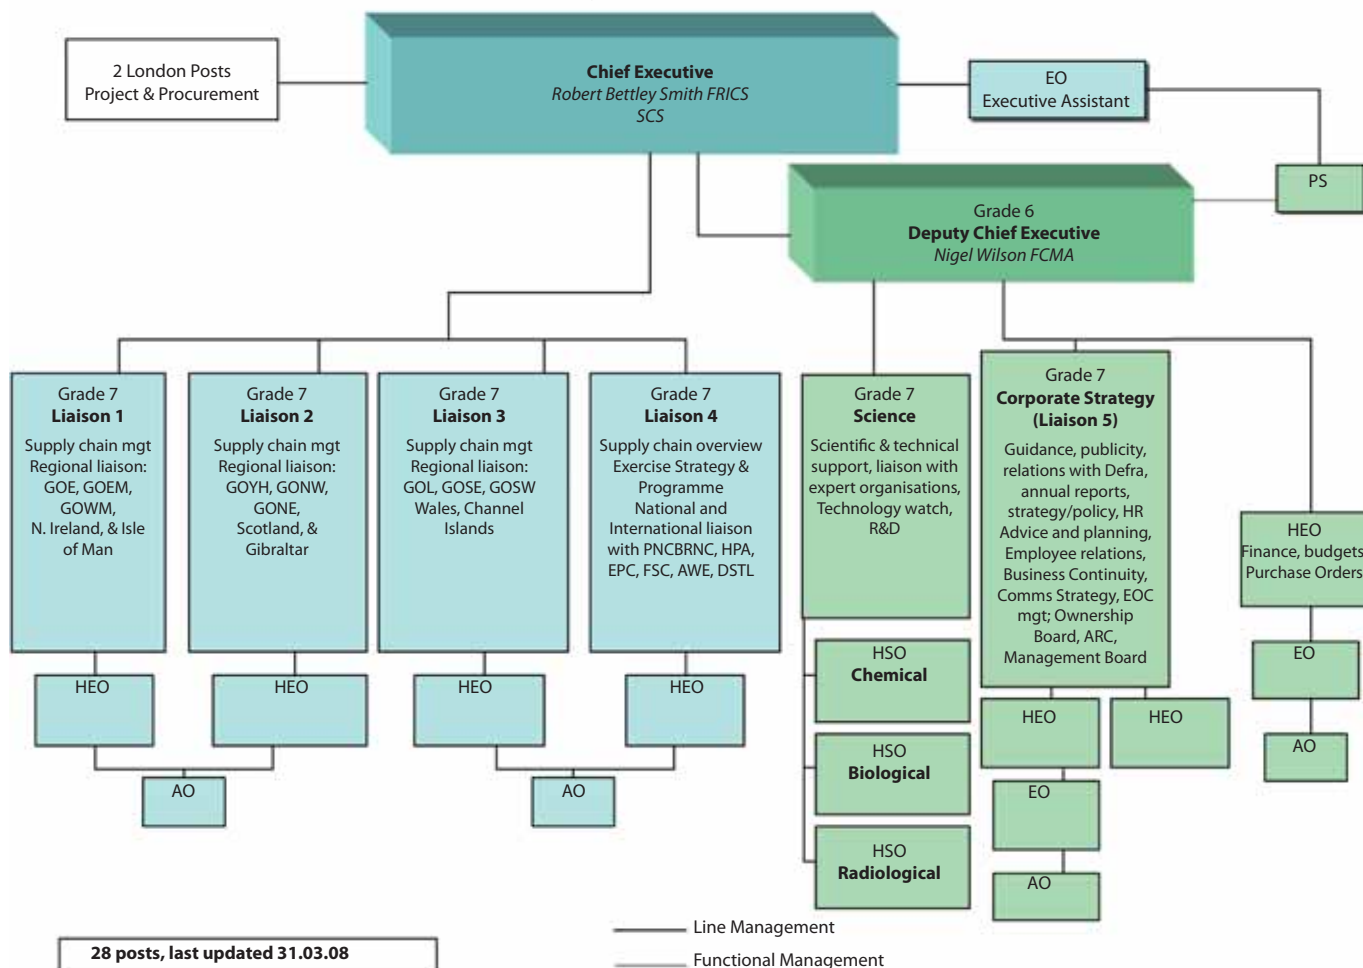 2 London Posts
Project & Procurement
Chief Executive
Robert Bettley Smith FRICS
SCS
EO
Executive Assistant
PS
Grade 6
Deputy Chief Executive
Nigel Wilson FCMA
Grade 7
Liaison 1
Supply chain mgt
Regional liaison:
GOE, GOEM,
GOWM,
N. Ireland, & Isle
of Man
Grade 7
Liaison 2
Supply chain mgt
Regional liaison:
GOYH, GONW,
GONE,
Scotland, &
Gibraltar
Grade 7
Liaison 3
Supply chain mgt
Regional liaison:
GOL, GOSE, GOSW
Wales, Channel
Islands
Grade 7
Liaison 4
Supply chain overview
Exercise Strategy &
Programme
National and
International liaison
with PNCBRNC, HPA,
EPC, FSC, AWE, DSTL
Grade 7
Science
Scientific & technical
support, liaison with
expert organisations,
Technology watch,
R&D
Grade 7
Corporate Strategy
(Liaison 5)
Guidance, publicity,
relations with Defra,
annual reports,
strategy/policy, HR
Advice and planning,
Employee relations,
Business Continuity,
Comms Strategy, EOC
mgt; Ownership
Board, ARC,
Management Board
HEO
Finance, budgets
Purchase Orders
HEO
HEO
HEO
HEO
AO
AO
HSO
Chemical
HSO
Biological
HSO
Radiological
HEO
HEO
EO
AO
EO
AO
28 posts, last updated 31.03.08
Line Management
Functional Management